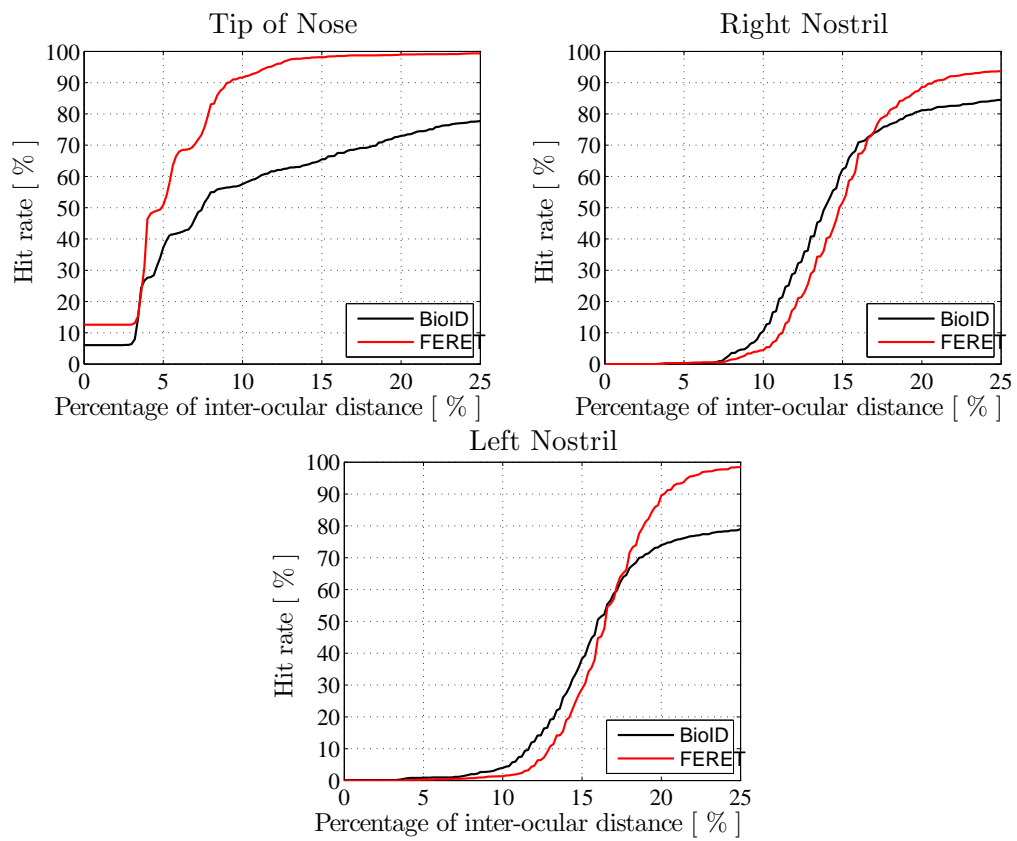 Tip of Nose
100
90
80
70
60
50
40
30
20
10
0
Hit rate [ % ]
BioID
FERET
0 5 10 15 20 25
Percentage of inter-ocular distance [ % ]
Right Nostril
100
90
80
70
60
50
40
30
20
10
0
Hit rate [ % ]
BioID
FERET
0 5 10 15 20 25
Percentage of inter-ocular distance [ % ]
Left Nostril
100
90
80
70
60
50
40
30
20
10
0
Hit rate [ % ]
BioID
FERET
0 5 10 15 20 25
Percentage of inter-ocular distance [ % ]